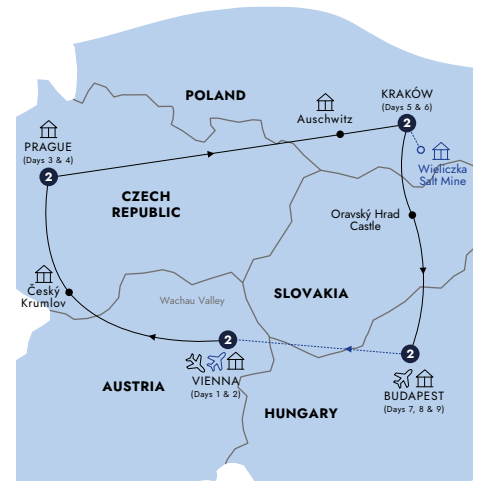 POLAND
KRAKÓW
(Days 5 & 6)
2
Auschwitz
PRAGUE
(Days 3 & 4)
2
Wieliczka
Salt Mine
CZECH
REPUBLIC
Oravský Hrad
Castle
Český
Krumlov
Wachau Valley
SLOVAKIA
2
2
VIENNA
(Days 1 & 2)
AUSTRIA
BUDAPEST
(Days 7, 8 & 9)
HUNGARY